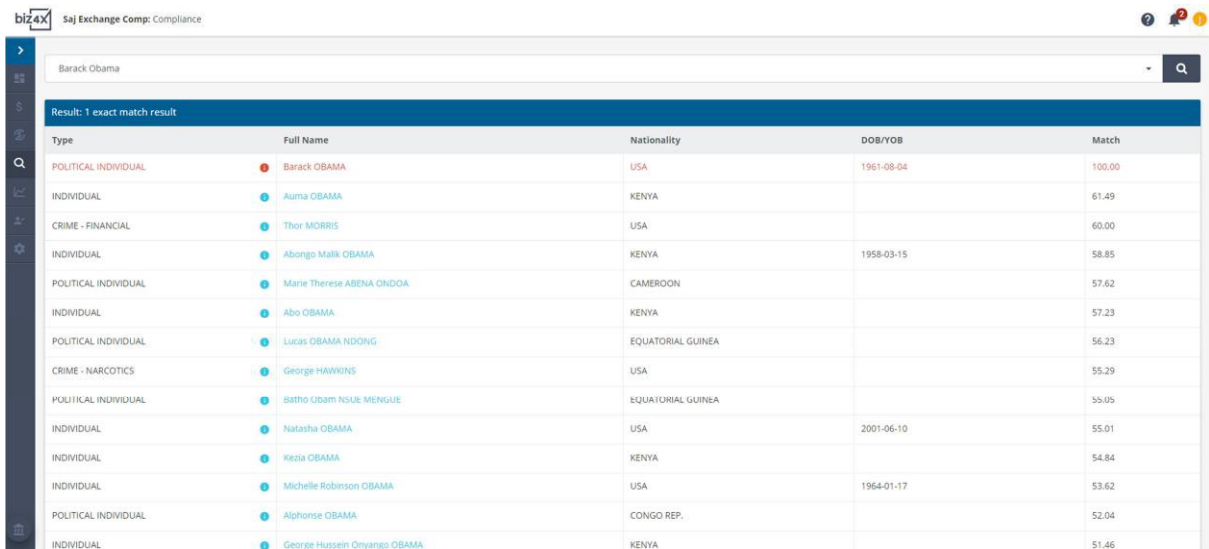 biz4x Saj Exchange Comp: Compliance 2
Barack Obama
Result: 1 exact match result
Type Full Name Nationality DOB/YOB Match
POLITICAL INDIVIDUAL Barack OBAMA USA 1961-08-04 100.00
INDIVIDUAL Auma OBAMA KENYA 61.49
CRIME - FINANCIAL Thor MORRIS USA 60.00
INDIVIDUAL Abongo Malik OBAMA KENYA 1958-03-15 58.85
POLITICAL INDIVIDUAL Marie Therese ABENA ONDOA CAMEROON 57.62
INDIVIDUAL Abo OBAMA KENYA 57.23
POLITICAL INDIVIDUAL Lucas OBAMA NDONG EQUATORIAL GUINEA 56.23
CRIME - NARCOTICS George HAWKINS USA 55.29
POLITICAL INDIVIDUAL Batho Obam NSUE MENGUE EQUATORIAL GUINEA 55.05
INDIVIDUAL Natasha OBAMA USA 2001-06-10 55.01
INDIVIDUAL Kezia OBAMA KENYA 54.84
INDIVIDUAL Michelle Robinson OBAMA USA 1964-01-17 53.62
POLITICAL INDIVIDUAL Alphonse OBAMA CONGO REP. 52.04
INDIVIDUAL George Hussein Onyango OBAMA KENYA 51.46